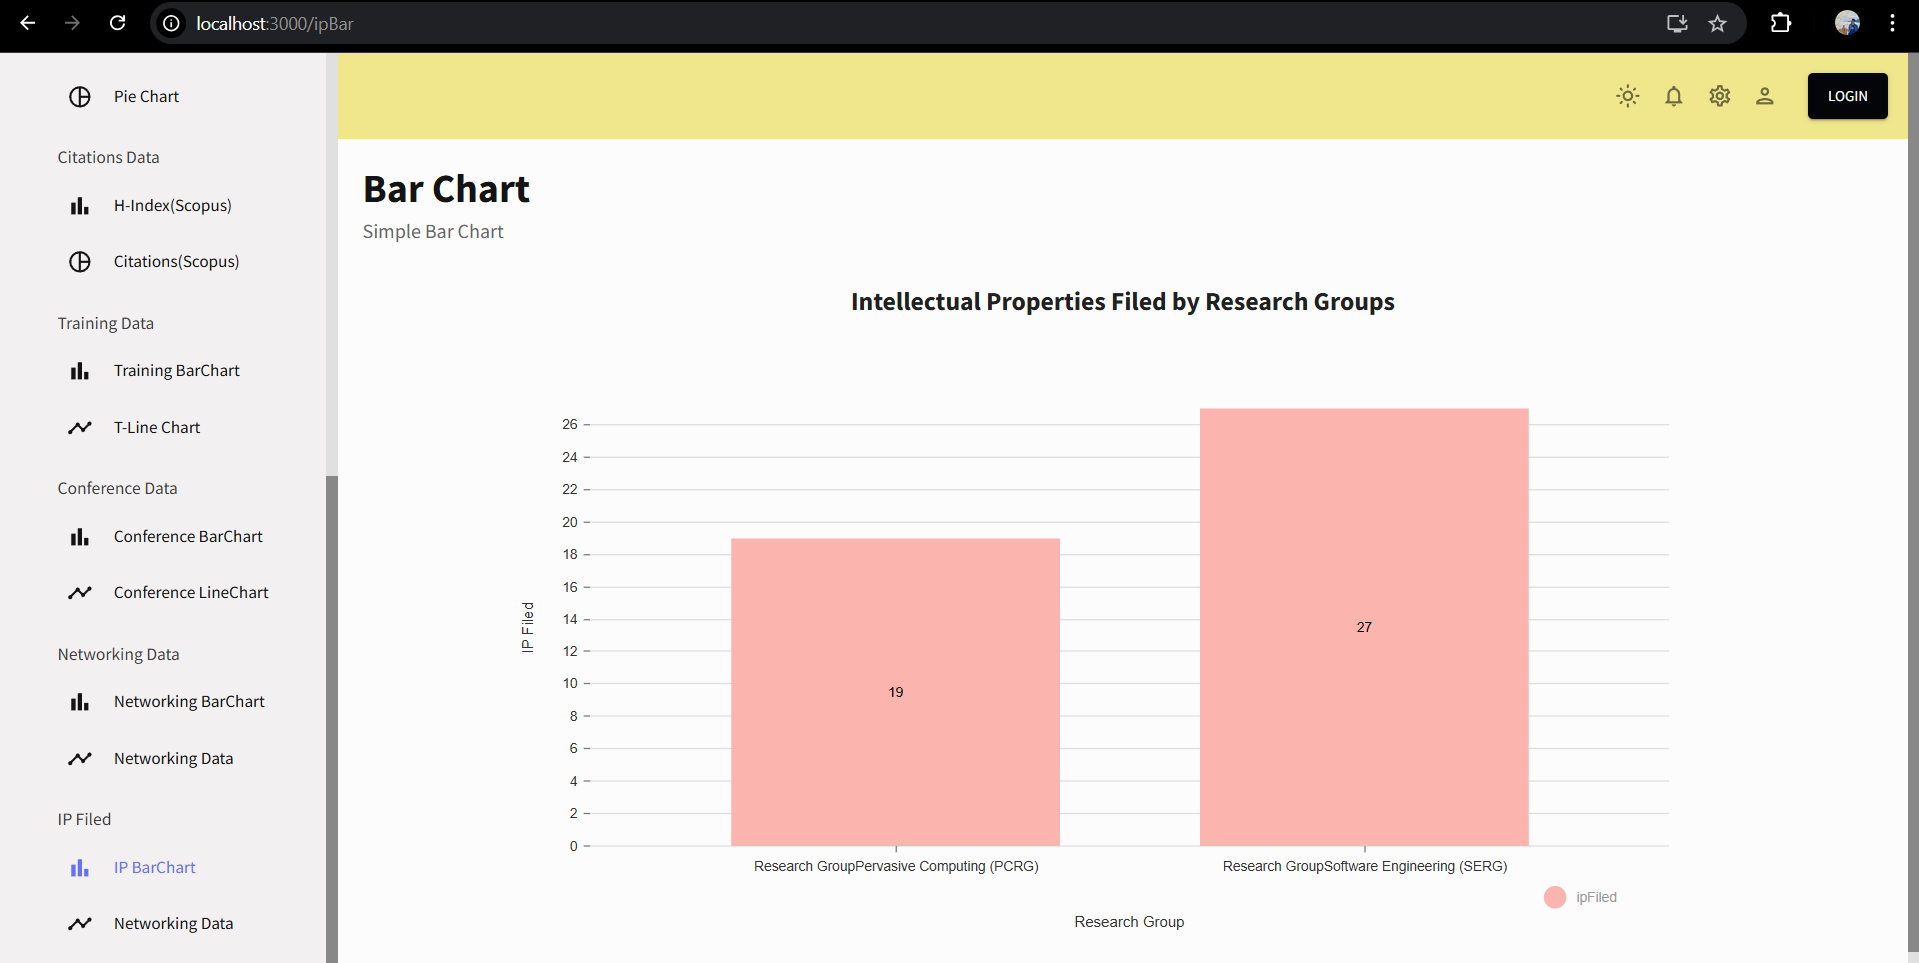 localhost:3000/ipBar
Pie Chart
Citations Data
H-Index(Scopus)
Citations(Scopus)
Training Data
Training BarChart
T-Line Chart
Conference Data
Conference BarChart
Conference LineChart
Networking Data
Networking BarChart
Networking Data
IP Filed
IP BarChart
Networking Data
LOGIN
Bar Chart
Simple Bar Chart
Intellectual Properties Filed by Research Groups
26
24
22
20
18
16
14
12
10
8
6
4
2
0
IP Filed
19
27
Research GroupPervasive Computing (PCRG)
Research GroupSoftware Engineering (SERG)
ipFiled
Research Group